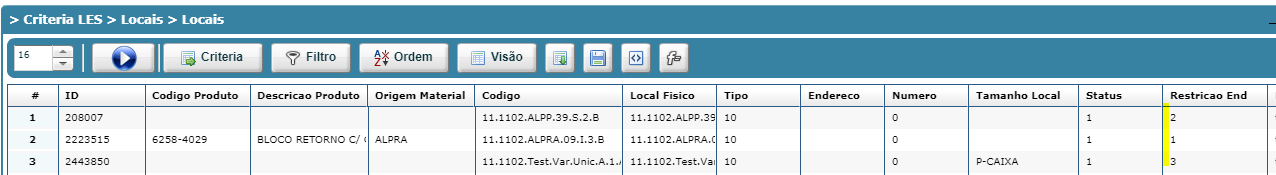 > Criteria LES > Locais > Locais
16 Criteria Filtro Ordem Visão
# ID Codigo Produto Descricao Produto Origem Material Codigo Local Fisico Tipo Endereco Numero Tamanho Local Status Restricao End
1 208007 11.1102.ALPP.39.S.2.B 11.1102.ALPP.39 10 0 1 2
2 2223515 6258-4029 BLOCO RETORNO C/ ALPRA 11.1102.ALPRA.09.I.3.B 11.1102.ALPRA.0 10 0 1 1
3 2443850 11.1102.Test.Var.Unic.A.1. 11.1102.Test.Va 10 0 P-CAIXA 1 3